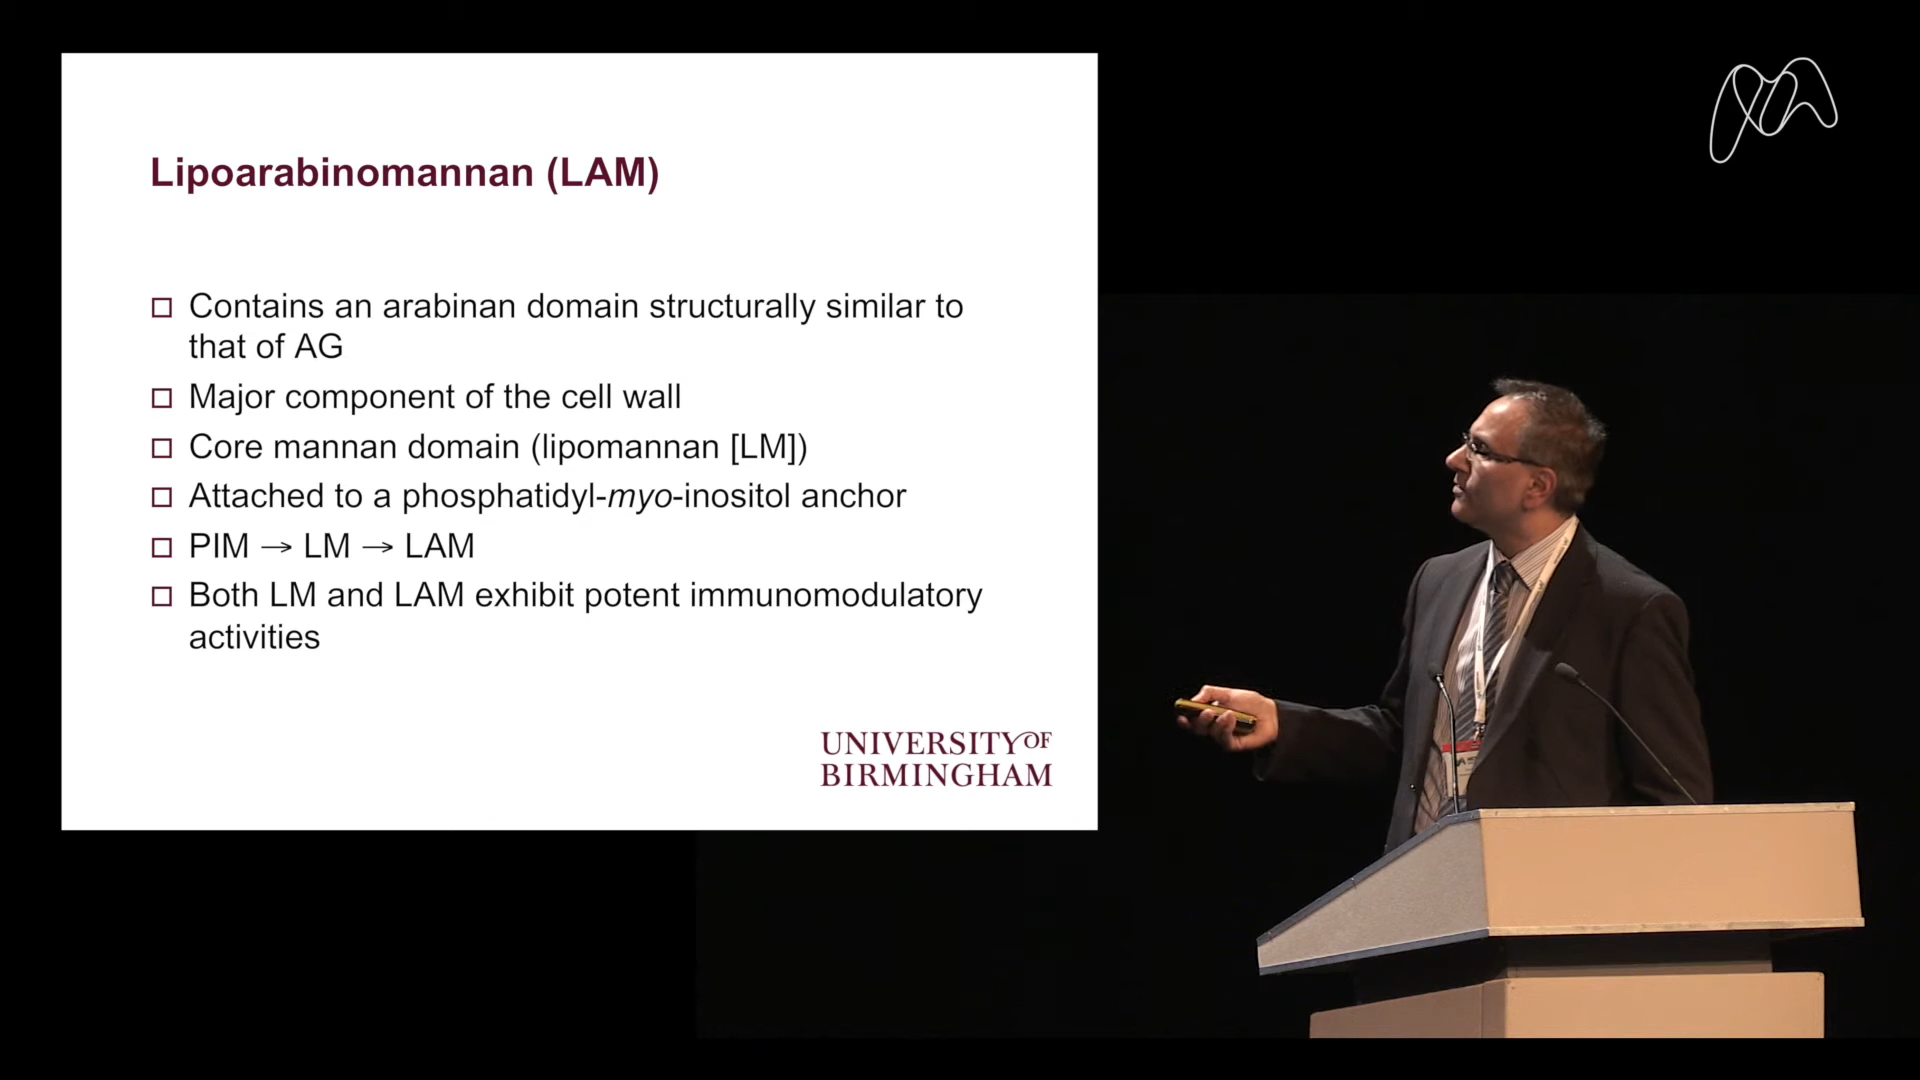 Lipoarabinomannan (LAM)
Contains an arabinan domain structurally similar to
that of AG
Major component of the cell wall
Core mannan domain (lipomannan [LM])
Attached to a phosphatidyl-myo-inositol anchor
PIM → LM → LAM
Both LM and LAM exhibit potent immunomodulatory
activities
UNIVERSITY OF
BIRMINGHAM